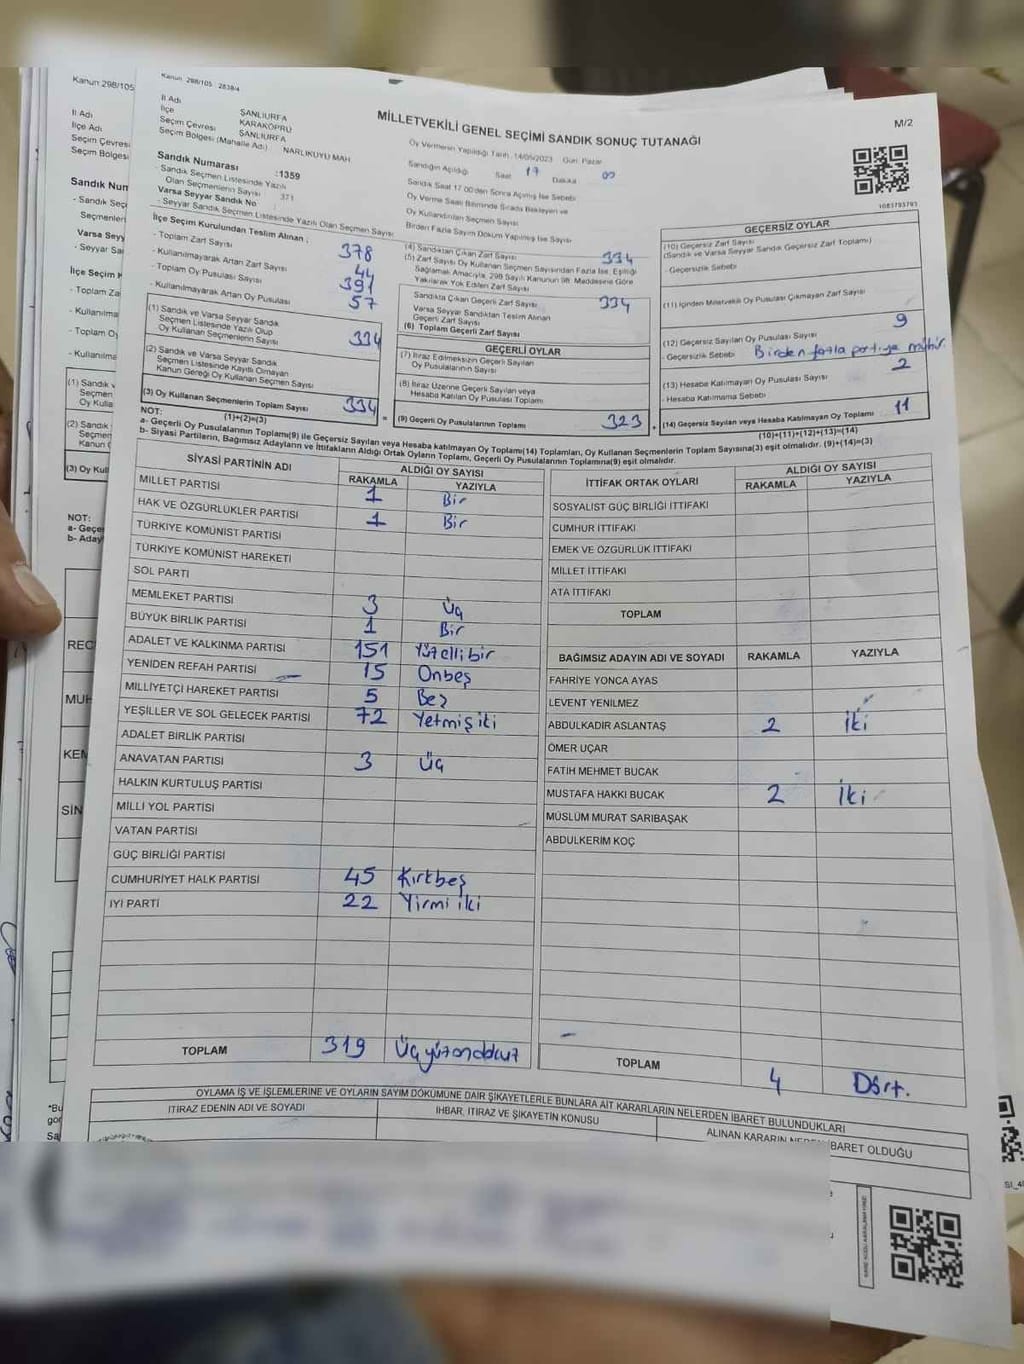 Kanun 298/105
İl Adı
İlçe Adı
Seçim Çevresi
Seçim Bölgesi
Kanun 298/105 : 2838/4
İl Adı ŞANLIURFA
İlçe KARAKÖPRÜ
Seçim Çevresi ŞANLIURFA
Seçim Bölgesi (Mahalle Adı) NARLIKUYU MAH
MİLLETVEKİLİ GENEL SEÇİMİ SANDIK SONUÇ TUTANAĞI
M/2
Oy Vermenin Yapıldığı Tarih :14/05/2023 Gün: Pazar
Sandığın Açıldığı Saat 17 Dakika 00
Sandık Saat 17.00'den Sonra Açılmış İse Sebebi
Oy Verme Saati Bitiminde Sırada Bekleyen ve
Oy Kullandırılan Seçmen Sayısı
Birden Fazla Sayım Döküm Yapılmış İse Sayısı
1083793793
Sandık Numarası :1359
- Sandık Seçmen Listesinde Yazılı
Olan Seçmenlerin Sayısı : 371
Varsa Seyyar Sandık No
- Seyyar Sandık Seçmen Listesinde Yazılı Olan Seçmen Sayısı
İlçe Seçim Kurulundan Teslim Alınan :
- Toplam Zarf Sayısı 378
- Kullanılmayarak Artan Zarf Sayısı 44
- Toplam Oy Pusulası Sayısı 391
- Kullanılmayarak Artan Oy Pusulası 57
(1) Sandık ve Varsa Seyyar Sandık
Seçmen Listesinde Yazılı Olup
Oy Kullanan Seçmenlerin Sayısı 334
(2) Sandık ve Varsa Seyyar Sandık
Seçmen Listesinde Kayıtlı Olmayan
Kanun Gereği Oy Kullanan Seçmen Sayısı
(3) Oy Kullanan Seçmenlerin Toplam Sayısı 334
(1)+(2)=(3)
(4) Sandıktan Çıkan Zarf Sayısı 334
(5) Zarf Sayısı Oy Kullanan Seçmen Sayısından Fazla İse, Eşitliği
Sağlamak Amacıyla, 298 Sayılı Kanunun 98. Maddesine Göre
Yakılarak Yok Edilen Zarf Sayısı
Sandıkta Çıkan Geçerli Zarf Sayısı 334
Varsa Seyyar Sandıktan Teslim Alınan
Geçerli Zarf Sayısı
(6) Toplam Geçerli Zarf Sayısı
GEÇERLİ OYLAR
(7) İtiraz Edilmeksizin Geçerli Sayılan
Oy Pusulalarının Sayısı
(8) İtiraz Üzerine Geçerli Sayılan veya
Hesaba Katılan Oy Pusulası Toplamı
(9) Geçerli Oy Pusulalarının Toplamı 323
GEÇERSİZ OYLAR
(10) Geçersiz Zarf Sayısı
(Sandık ve Varsa Seyyar Sandık Geçersiz Zarf Toplamı)
- Geçersizlik Sebebi
(11) İçinden Milletvekili Oy Pusulası Çıkmayan Zarf Sayısı
(12) Geçersiz Sayılan Oy Pusulası Sayısı 9
- Geçersizlik Sebebi Birden fazla partiye mühür
(13) Hesaba Katılmayan Oy Pusulası Sayısı 2
- Hesaba Katılmama Sebebi
(14) Geçersiz Sayılan veya Hesaba Katılmayan Oy Toplamı 11
(10)+(11)+(12)+(13)=(14)
NOT:
a- Geçerli Oy Pusulalarının Toplamı(9) ile Geçersiz Sayılan veya Hesaba katılmayan Oy Toplamı(14) Toplamları, Oy Kullanan Seçmenlerin Toplam Sayısına(3) eşit olmalıdır. (9)+(14)=(3)
b- Siyasi Partilerin, Bağımsız Adayların ve İttifakların Aldığı Ortak Oyların Toplamı, Geçerli Oy Pusulalarının Toplamına(9) eşit olmalıdır.
SİYASİ PARTİNİN ADI ALDIĞI OY SAYISI
RAKAMLA YAZIYLA
MİLLET PARTİSİ 1 Bir
HAK VE ÖZGÜRLÜKLER PARTİSİ 1 Bir
TÜRKİYE KOMÜNİST PARTİSİ
TÜRKİYE KOMÜNİST HAREKETİ
SOL PARTİ
MEMLEKET PARTİSİ 3 Üç
BÜYÜK BİRLİK PARTİSİ 1 Bir
ADALET VE KALKINMA PARTİSİ 151 Yüzellibir
YENİDEN REFAH PARTİSİ 15 Onbeş
MİLLİYETÇİ HAREKET PARTİSİ 5 Beş
YEŞİLLER VE SOL GELECEK PARTİSİ 72 Yetmiş iki
ADALET BİRLİK PARTİSİ
ANAVATAN PARTİSİ 3 Üç
HALKIN KURTULUŞ PARTİSİ
MİLLİ YOL PARTİSİ
VATAN PARTİSİ
GÜÇ BİRLİĞİ PARTİSİ
CUMHURİYET HALK PARTİSİ 45 Kırkbeş
İYİ PARTİ 22 Yirmi iki
TOPLAM 319 Üçyüzondokuz
İTTİFAK ORTAK OYLARI ALDIĞI OY SAYISI
RAKAMLA YAZIYLA
SOSYALİST GÜÇ BİRLİĞİ İTTİFAKI
CUMHUR İTTİFAKI
EMEK VE ÖZGÜRLÜK İTTİFAKI
MİLLET İTTİFAKI
ATA İTTİFAKI
TOPLAM
BAĞIMSIZ ADAYIN ADI VE SOYADI RAKAMLA YAZIYLA
FAHRİYE YONCA AYAS
LEVENT YENİLMEZ
ABDULKADİR ASLANTAŞ 2 İki
ÖMER UÇAR
FATİH MEHMET BUCAK
MUSTAFA HAKKI BUCAK 2 İki
MÜSLÜM MURAT SARIBAŞAK
ABDULKERİM KOÇ
TOPLAM 4 Dört.
OYLAMA İŞ VE İŞLEMLERİNE VE OYLARIN SAYIM DÖKÜMÜNE DAİR ŞİKAYETLERLE BUNLARA AİT KARARLARIN NELERDEN İBARET BULUNDUKLARI
İTİRAZ EDENİN ADI VE SOYADI İHBAR, İTİRAZ VE ŞİKAYETİN KONUSU ALINAN KARARIN NEDEN İBARET OLDUĞU